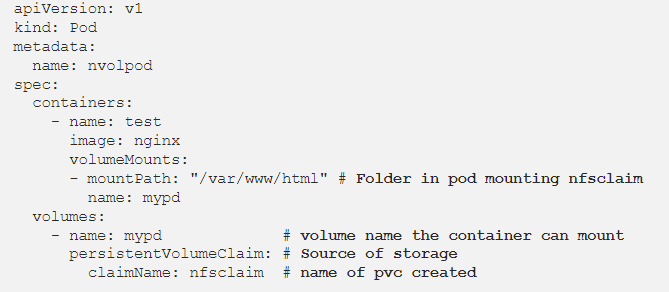 apiVersion: v1
kind: Pod
metadata:
  name: nvolpod
spec:
  containers:
    - name: test
      image: nginx
      volumeMounts:
      - mountPath: "/var/www/html" # Folder in pod mounting nfsclaim
        name: mypd
  volumes:
    - name: mypd             # volume name the container can mount
      persistentVolumeClaim: # Source of storage
        claimName: nfsclaim  # name of pvc created